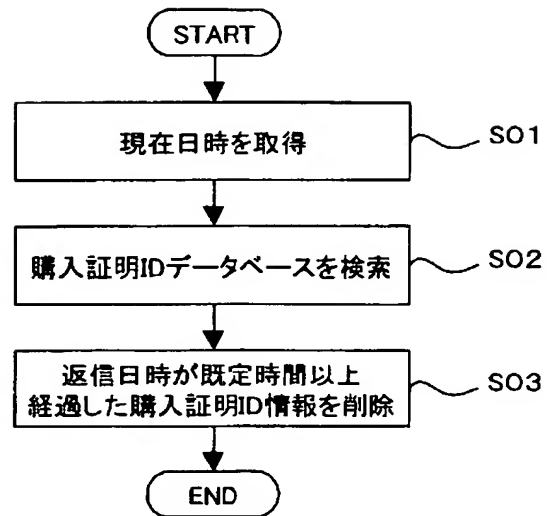 START
現在日時を取得
SO1
購入証明IDデータベースを検索
SO2
返信日時が既定時間以上
経過した購入証明ID情報を削除
SO3
END